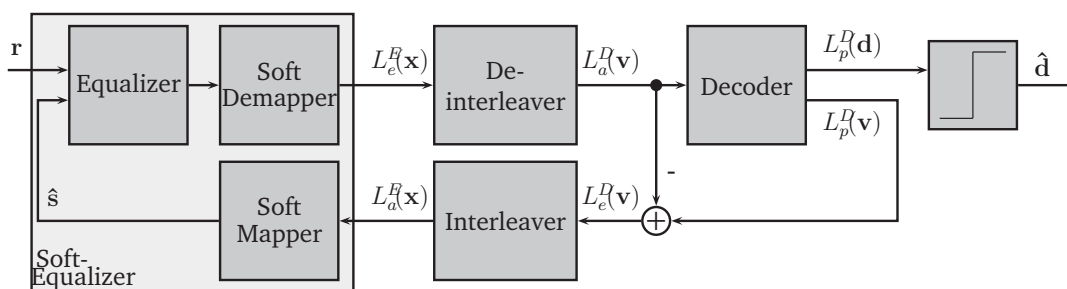 r
Equalizer
Soft
Demapper
L_e^E(x)
De-
interleaver
L_a^D(v)
Decoder
L_p^D(d)
L_p^D(v)
d̂
ŝ
Soft
Mapper
L_a^E(x)
Interleaver
L_e^D(v)
-
+
Soft-
Equalizer